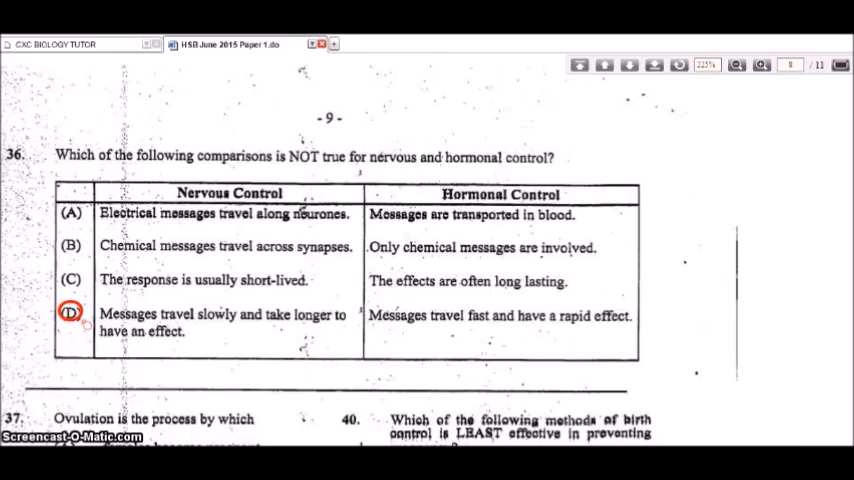 CXC BIOLOGY TUTOR
HSB June 2015 Paper 1.do
225%
8
/ 11
- 9 -
36. Which of the following comparisons is NOT true for nervous and hormonal control?
Nervous Control Hormonal Control
(A) Electrical messages travel along neurones. Messages are transported in blood.
(B) Chemical messages travel across synapses. Only chemical messages are involved.
(C) The response is usually short-lived. The effects are often long lasting.
(D) Messages travel slowly and take longer to Messages travel fast and have a rapid effect.
have an effect.
37. Ovulation is the process by which
40. Which of the following methods of birth
control is LEAST effective in preventing
Screencast-O-Matic.com